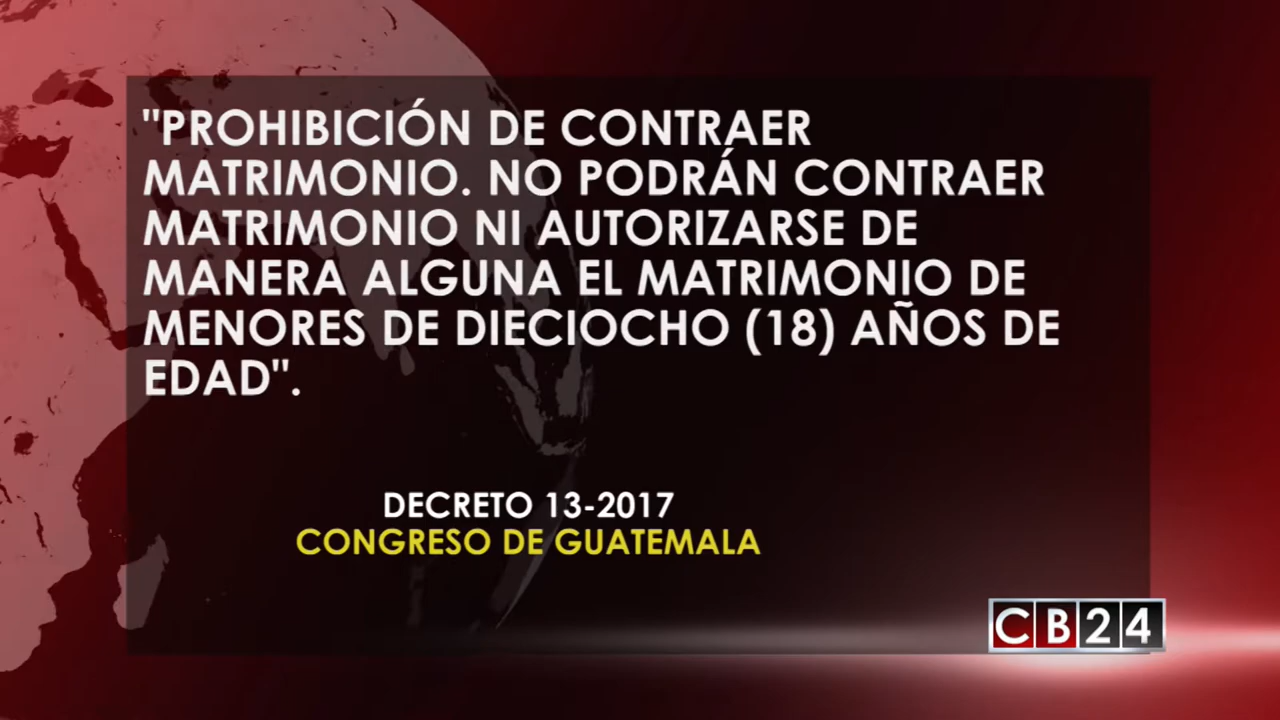 "PROHIBICIÓN DE CONTRAER
MATRIMONIO. NO PODRÁN CONTRAER
MATRIMONIO NI AUTORIZARSE DE
MANERA ALGUNA EL MATRIMONIO DE
MENORES DE DIECIOCHO (18) AÑOS DE
EDAD".
DECRETO 13-2017
CONGRESO DE GUATEMALA
CB24